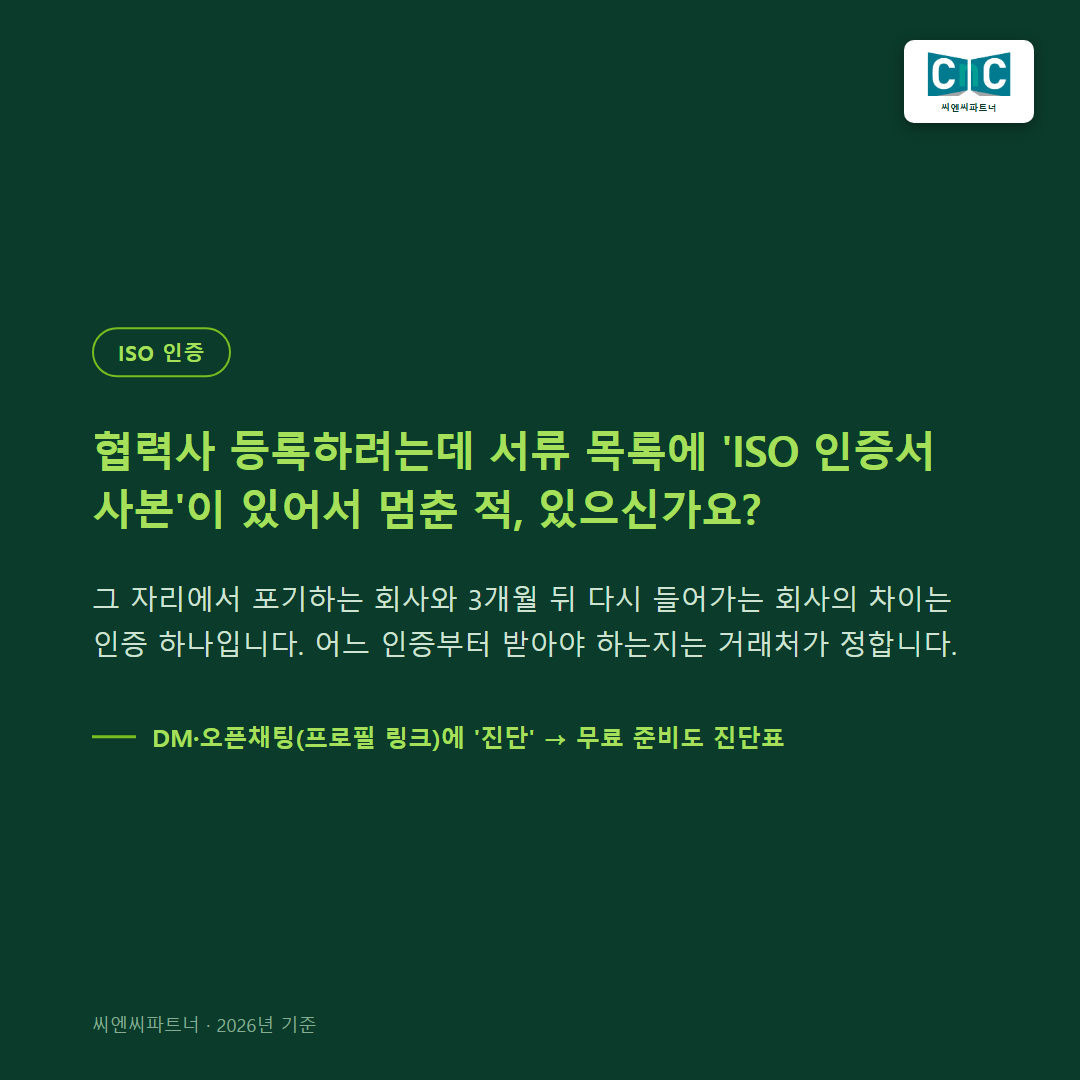 CnC
씨엔씨파트너
ISO 인증
협력사 등록하려는데 서류 목록에 'ISO 인증서
사본'이 있어서 멈춘 적, 있으신가요?
그 자리에서 포기하는 회사와 3개월 뒤 다시 들어가는 회사의 차이는
인증 하나입니다. 어느 인증부터 받아야 하는지는 거래처가 정합니다.
DM·오픈채팅(프로필 링크)에 '진단' → 무료 준비도 진단표
씨엔씨파트너 · 2026년 기준